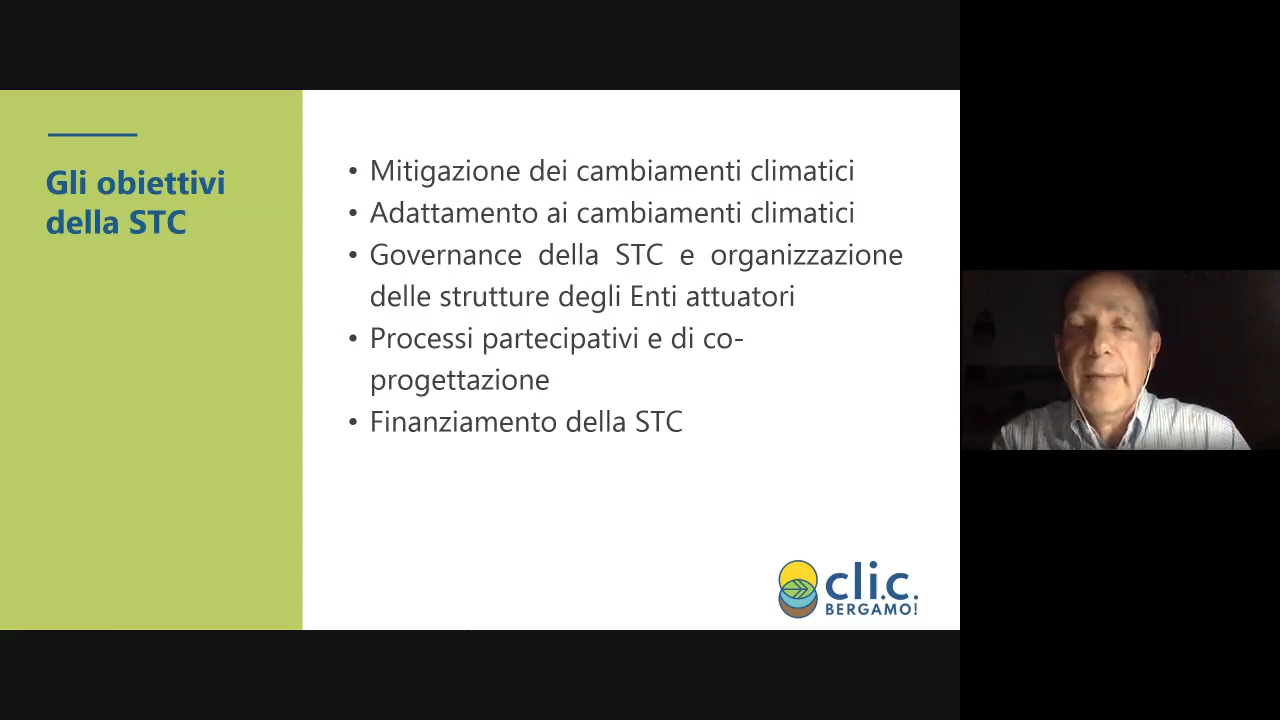 Gli obiettivi
della STC
• Mitigazione dei cambiamenti climatici
• Adattamento ai cambiamenti climatici
• Governance della STC e organizzazione
delle strutture degli Enti attuatori
• Processi partecipativi e di co-
progettazione
• Finanziamento della STC
cli.c.
BERGAMO!